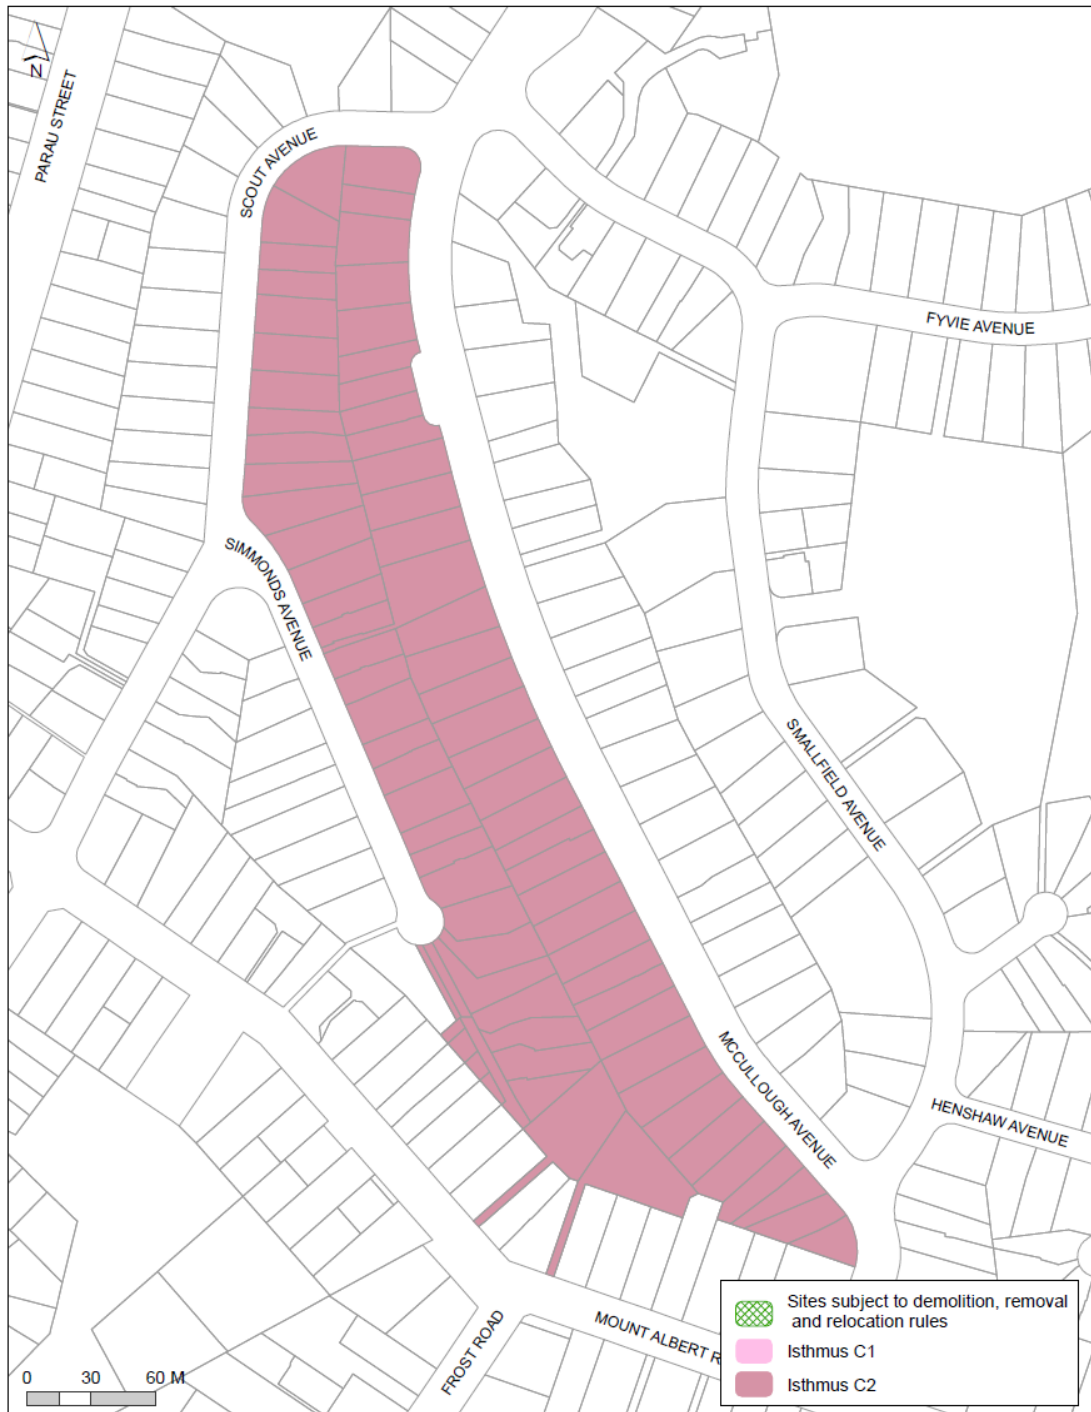 N
PARAU STREET
SCOUT AVENUE
FYVIE AVENUE
SIMMONDS AVENUE
SMALLFIELD AVENUE
MCCULLOUGH AVENUE
HENSHAW AVENUE
MOUNT ALBERT R
FROST ROAD
0 30 60 M
Sites subject to demolition, removal
and relocation rules
Isthmus C1
Isthmus C2